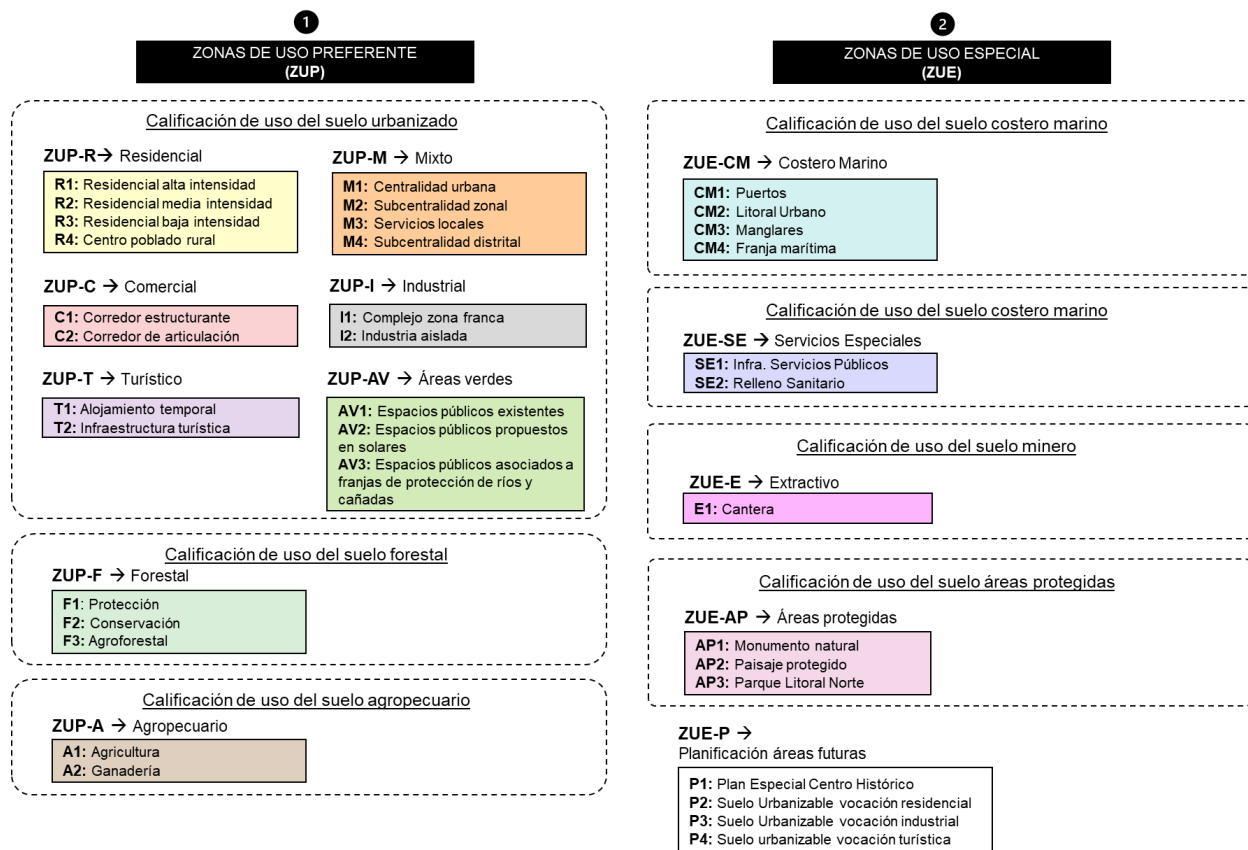 1
ZONAS DE USO PREFERENTE
(ZUP)
Calificación de uso del suelo urbanizado
ZUP-R→ Residencial
R1: Residencial alta intensidad
R2: Residencial media intensidad
R3: Residencial baja intensidad
R4: Centro poblado rural
ZUP-M → Mixto
M1: Centralidad urbana
M2: Subcentralidad zonal
M3: Servicios locales
M4: Subcentralidad distrital
ZUP-C → Comercial
C1: Corredor estructurante
C2: Corredor de articulación
ZUP-I → Industrial
I1: Complejo zona franca
I2: Industria aislada
ZUP-T → Turístico
T1: Alojamiento temporal
T2: Infraestructura turística
ZUP-AV → Áreas verdes
AV1: Espacios públicos existentes
AV2: Espacios públicos propuestos
en solares
AV3: Espacios públicos asociados a
franjas de protección de ríos y
cañadas
Calificación de uso del suelo forestal
ZUP-F → Forestal
F1: Protección
F2: Conservación
F3: Agroforestal
Calificación de uso del suelo agropecuario
ZUP-A → Agropecuario
A1: Agricultura
A2: Ganadería
2
ZONAS DE USO ESPECIAL
(ZUE)
Calificación de uso del suelo costero marino
ZUE-CM → Costero Marino
CM1: Puertos
CM2: Litoral Urbano
CM3: Manglares
CM4: Franja marítima
Calificación de uso del suelo costero marino
ZUE-SE → Servicios Especiales
SE1: Infra. Servicios Públicos
SE2: Relleno Sanitario
Calificación de uso del suelo minero
ZUE-E → Extractivo
E1: Cantera
Calificación de uso del suelo áreas protegidas
ZUE-AP → Áreas protegidas
AP1: Monumento natural
AP2: Paisaje protegido
AP3: Parque Litoral Norte
ZUE-P →
Planificación áreas futuras
P1: Plan Especial Centro Histórico
P2: Suelo Urbanizable vocación residencial
P3: Suelo Urbanizable vocación industrial
P4: Suelo urbanizable vocación turística